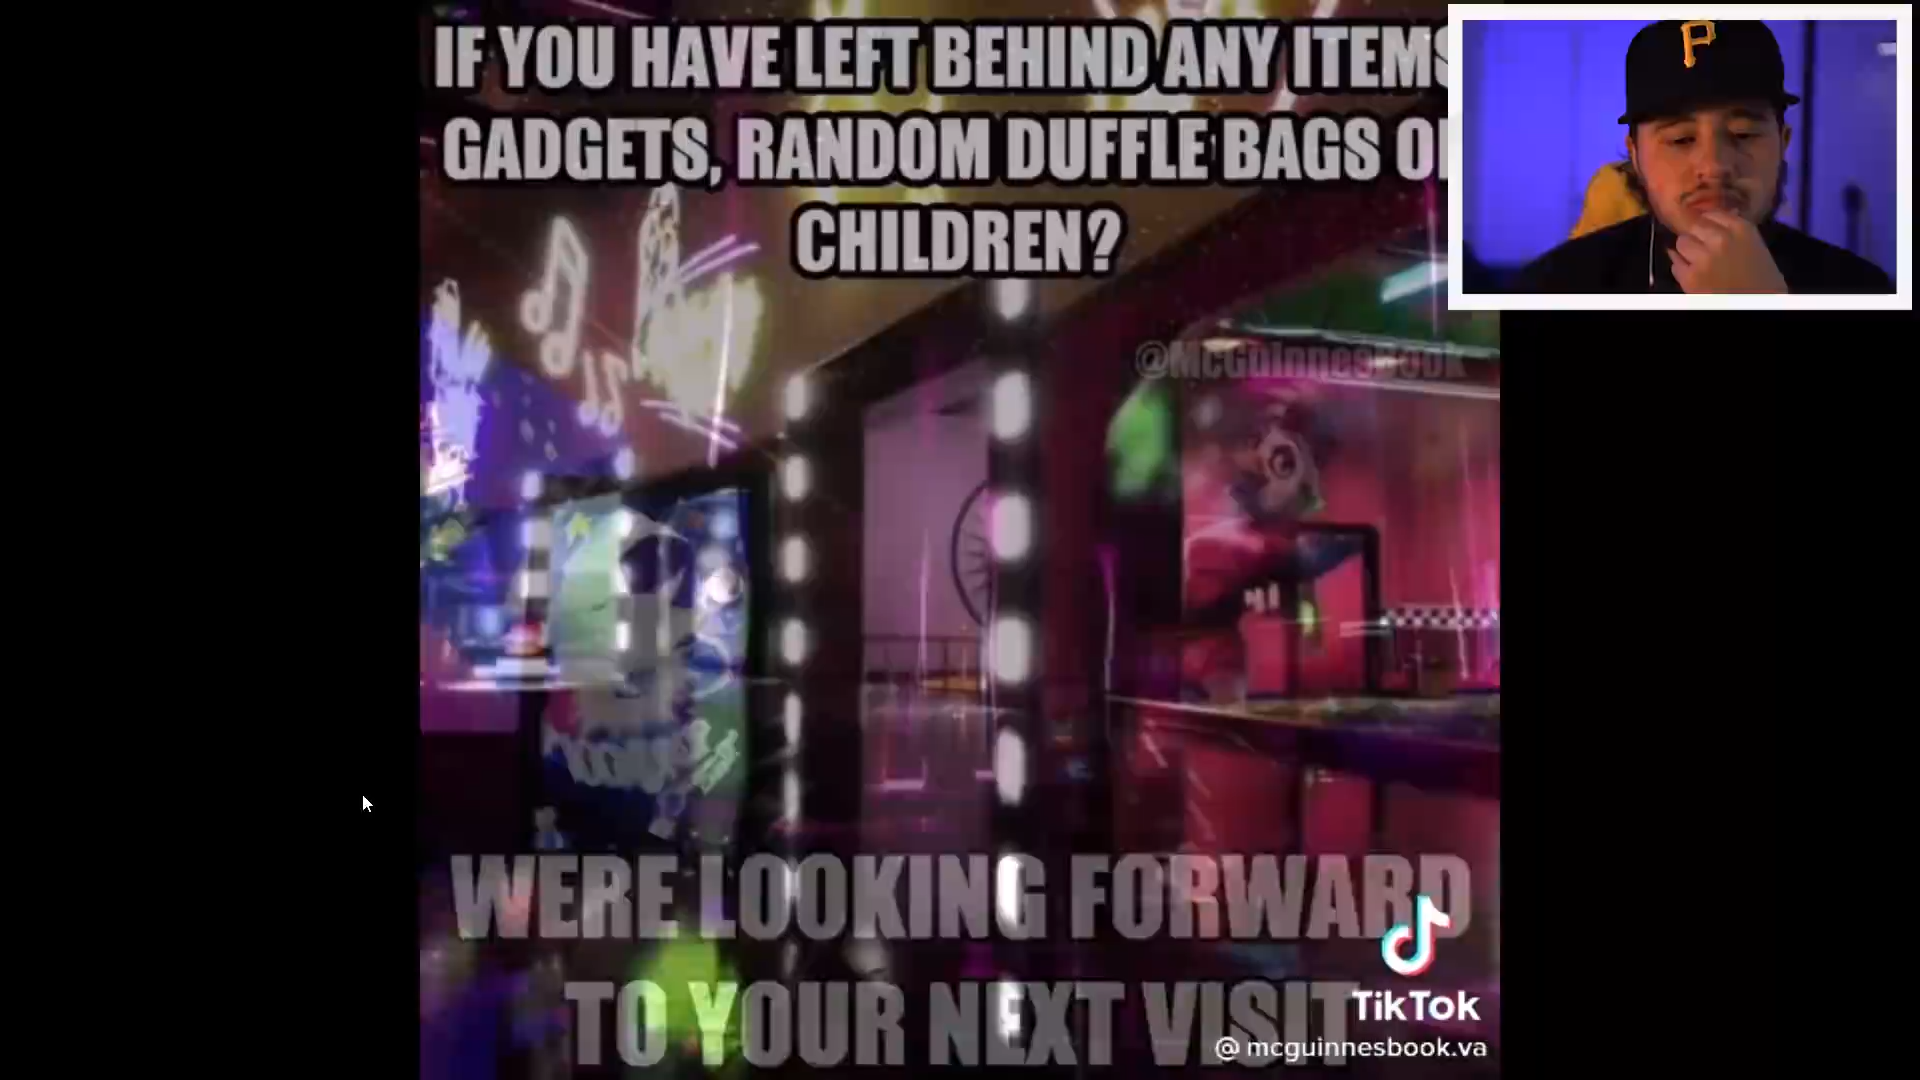 IF YOU HAVE LEFT BEHIND ANY ITEMS
GADGETS, RANDOM DUFFLE BAGS
CHILDREN?
P
@McGuinnesBook
WERE LOOKING FORWARD
TO YOUR NEXT VISIT
TikTok
@mcguinnesbook.va